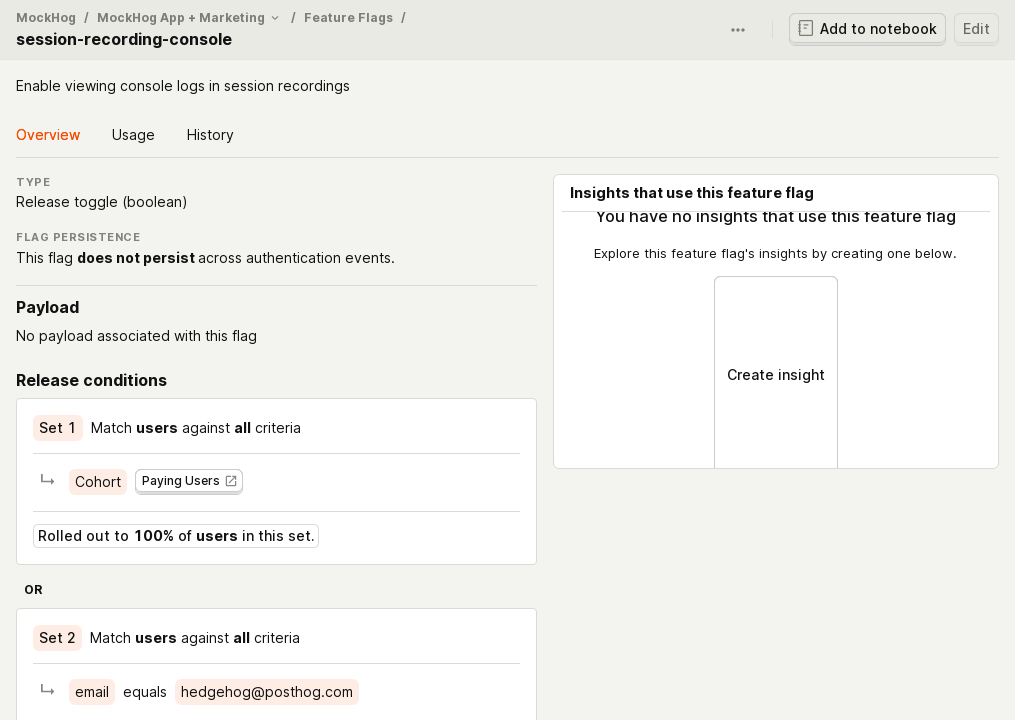 MockHog / MockHog App + Marketing / Feature Flags /
session-recording-console
Add to notebook
Edit
Enable viewing console logs in session recordings
Overview
Usage
History
TYPE
Release toggle (boolean)
FLAG PERSISTENCE
This flag does not persist across authentication events.
Payload
No payload associated with this flag
Release conditions
Set 1 Match users against all criteria
Cohort Paying Users
Rolled out to 100% of users in this set.
OR
Set 2 Match users against all criteria
email equals hedgehog@posthog.com
Insights that use this feature flag
You have no insights that use this feature flag
Explore this feature flag's insights by creating one below.
Create insight